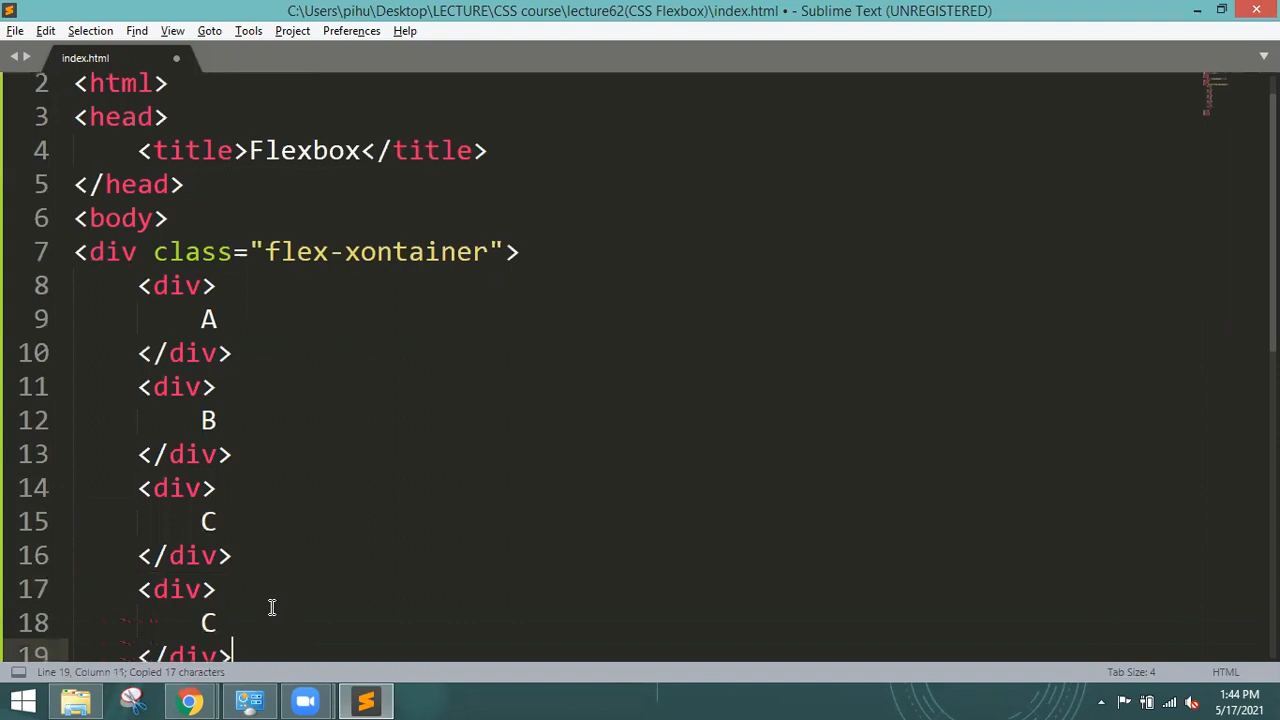 C:\Users\pihu\Desktop\LECTURE\CSS course\lecture62(CSS Flexbox\index.html • - Sublime Text (UNREGISTERED)
File Edit Selection Find View Goto Tools Project Preferences Help
index.html
2 <html>
3 <head>
4 <title>Flexbox</title>
5 </head>
6 <body>
7 <div class="flex-xontainer">
8 <div>
9 A
10 </div>
11 <div>
12 B
13 </div>
14 <div>
15 C
16 </div>
17 <div>
18 C
19 </div>
Line 19, Column 15; Copied 17 characters Tab Size: 4 HTML
1:44 PM
5/17/2021